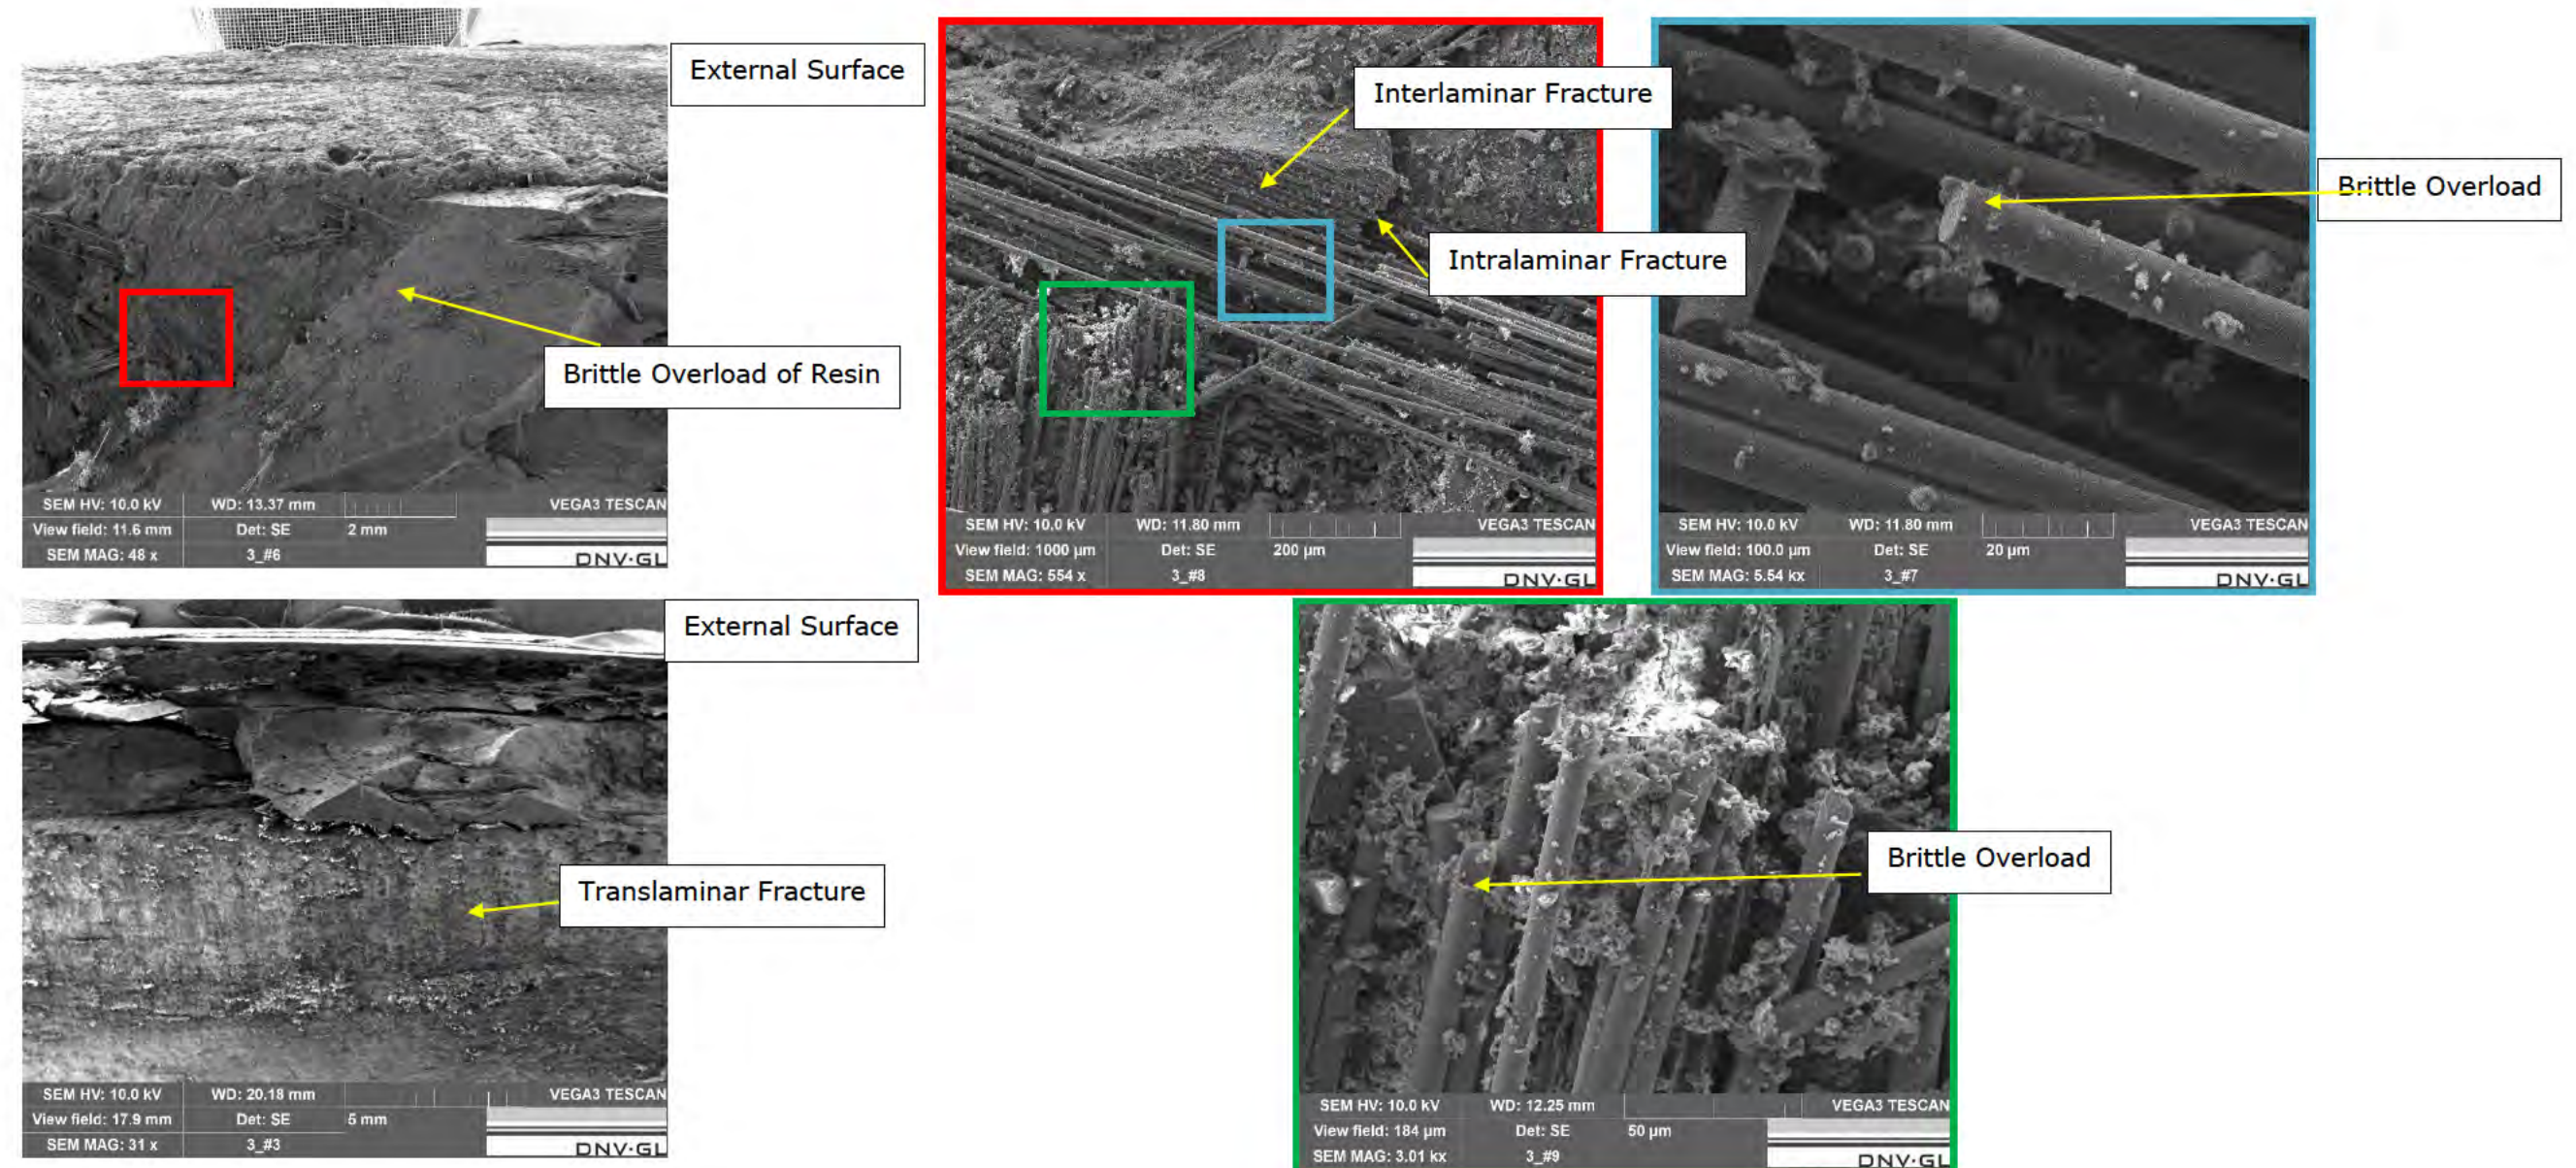 External Surface
Brittle Overload of Resin
SEM HV: 10.0 kV WD: 13.37 mm VEGA3 TESCAN
View field: 11.6 mm Det: SE 2 mm
SEM MAG: 48 x 3_#6 DNV·GL
Interlaminar Fracture
Intralaminar Fracture
SEM HV: 10.0 kV WD: 11.80 mm VEGA3 TESCAN
View field: 1000 µm Det: SE 200 µm
SEM MAG: 554 x 3_#8 DNV·GL
Brittle Overload
SEM HV: 10.0 kV WD: 11.80 mm VEGA3 TESCAN
View field: 100.0 µm Det: SE 20 µm
SEM MAG: 5.54 kx 3_#7 DNV·GL
External Surface
Translaminar Fracture
SEM HV: 10.0 kV WD: 20.18 mm VEGA3 TESCAN
View field: 17.9 mm Det: SE 5 mm
SEM MAG: 31 x 3_#3 DNV·GL
Brittle Overload
SEM HV: 10.0 kV WD: 12.25 mm VEGA3 TESCAN
View field: 184 µm Det: SE 50 µm
SEM MAG: 3.01 kx 3_#9 DNV·GL